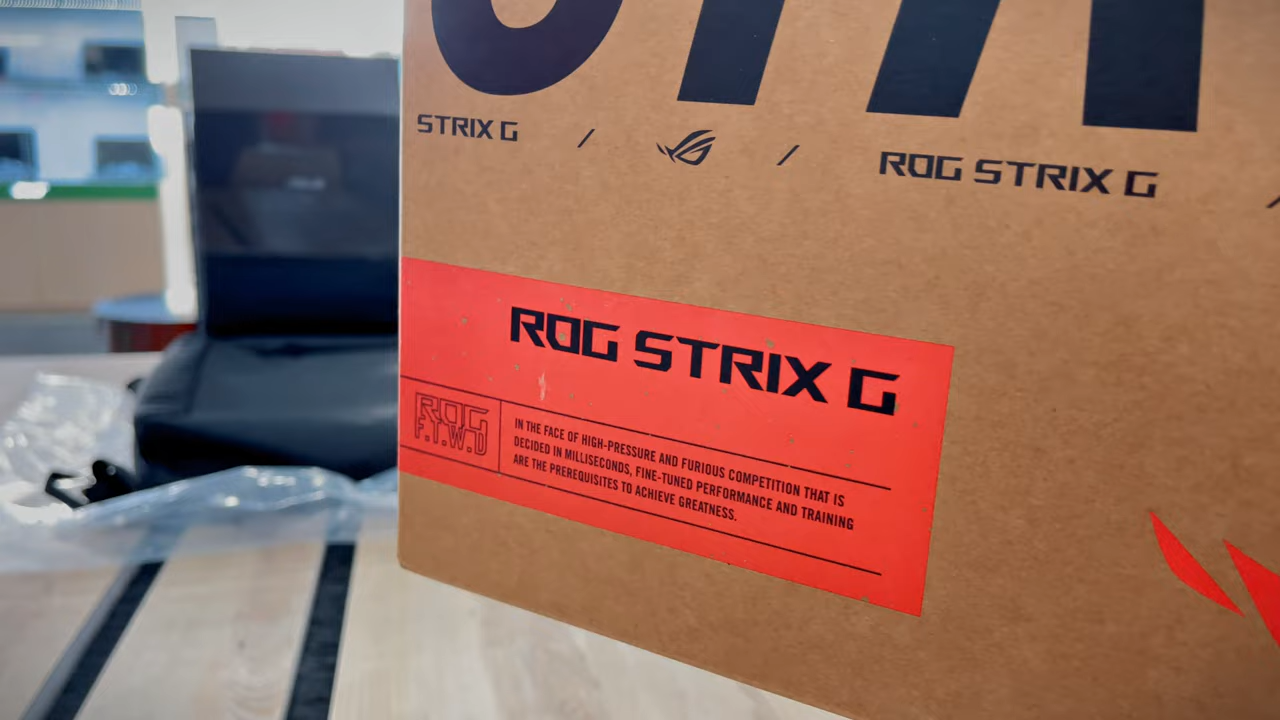 STRIX G / / ROG STRIX G /
ROG STRIX G
ROG
F.T.W.D
IN THE FACE OF HIGH-PRESSURE AND FURIOUS COMPETITION THAT IS
DECIDED IN MILLISECONDS, FINE-TUNED PERFORMANCE AND TRAINING
ARE THE PREREQUISITES TO ACHIEVE GREATNESS.